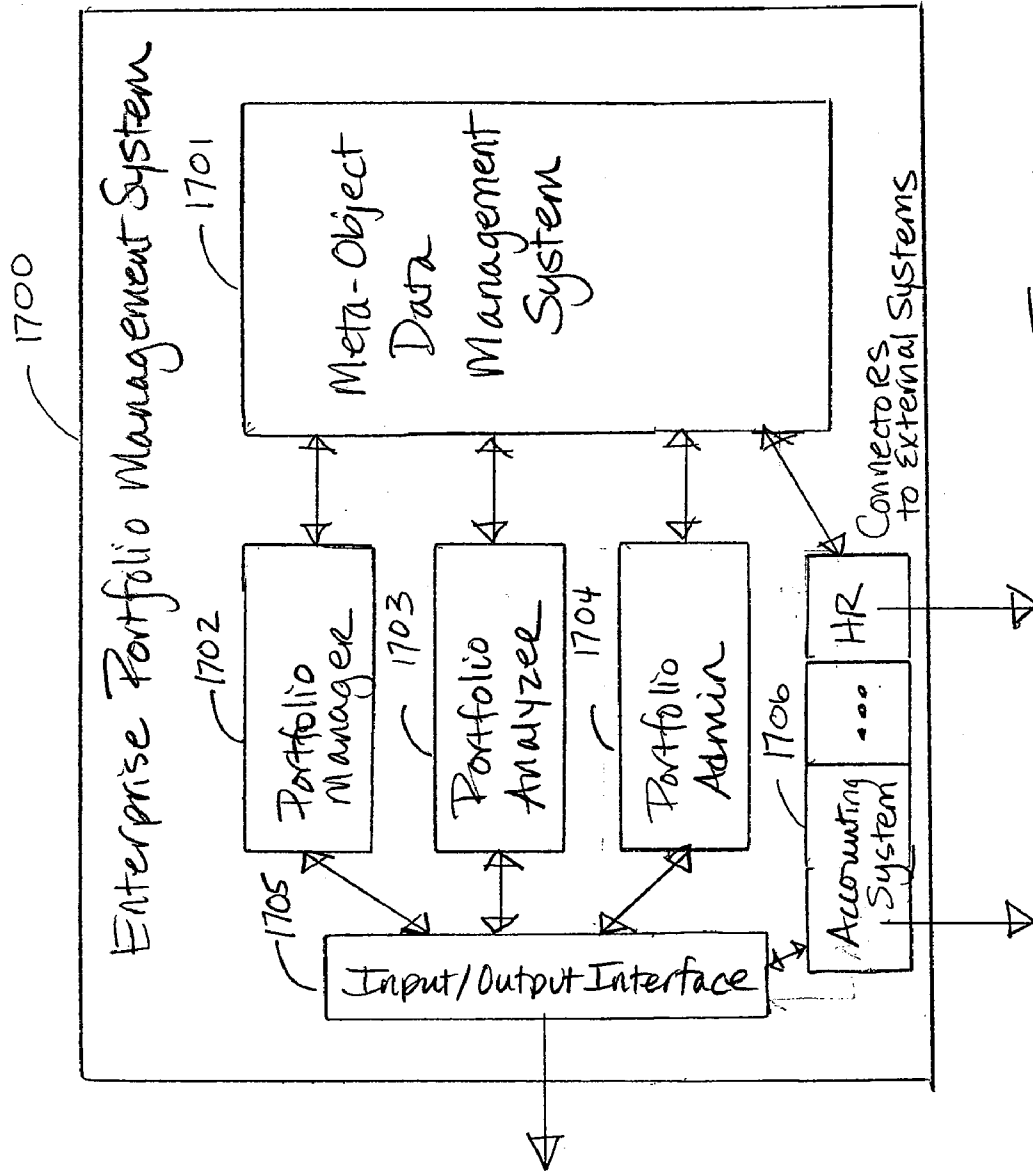 1700
Enterprise Portfolio Management System
1701
Meta-Object
Data
Management
System
1702
Portfolio
Manager
1703
Portfolio
Analyzer
1704
Portfolio
Admin
1705
Input/Output Interface
1706
Accounting
System
...
HR
Connectors
to External Systems